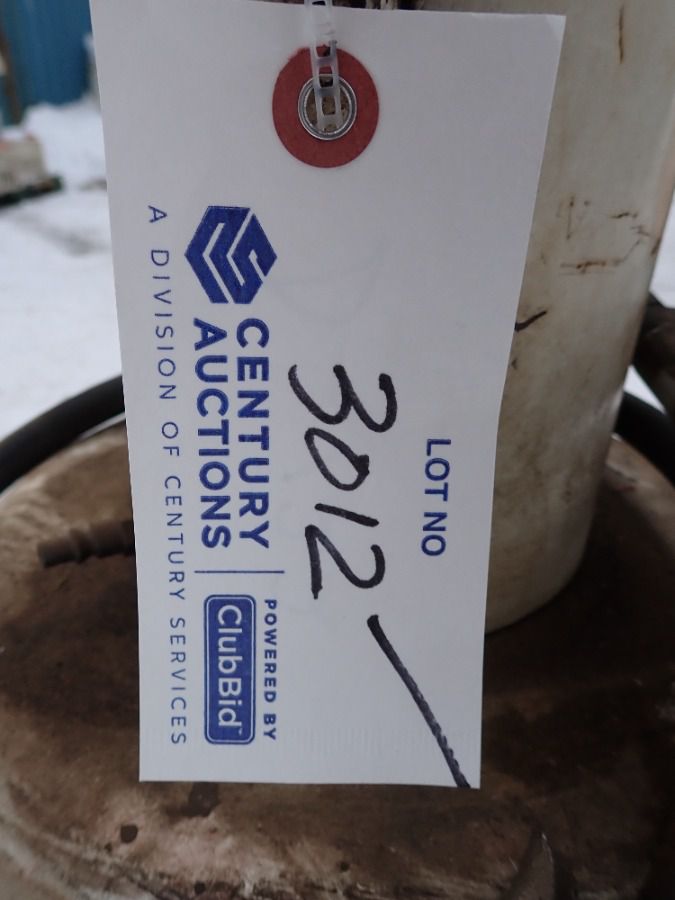 LOT NO
3012
CENTURY
AUCTIONS
POWERED BY
ClubBid
A DIVISION OF CENTURY SERVICES